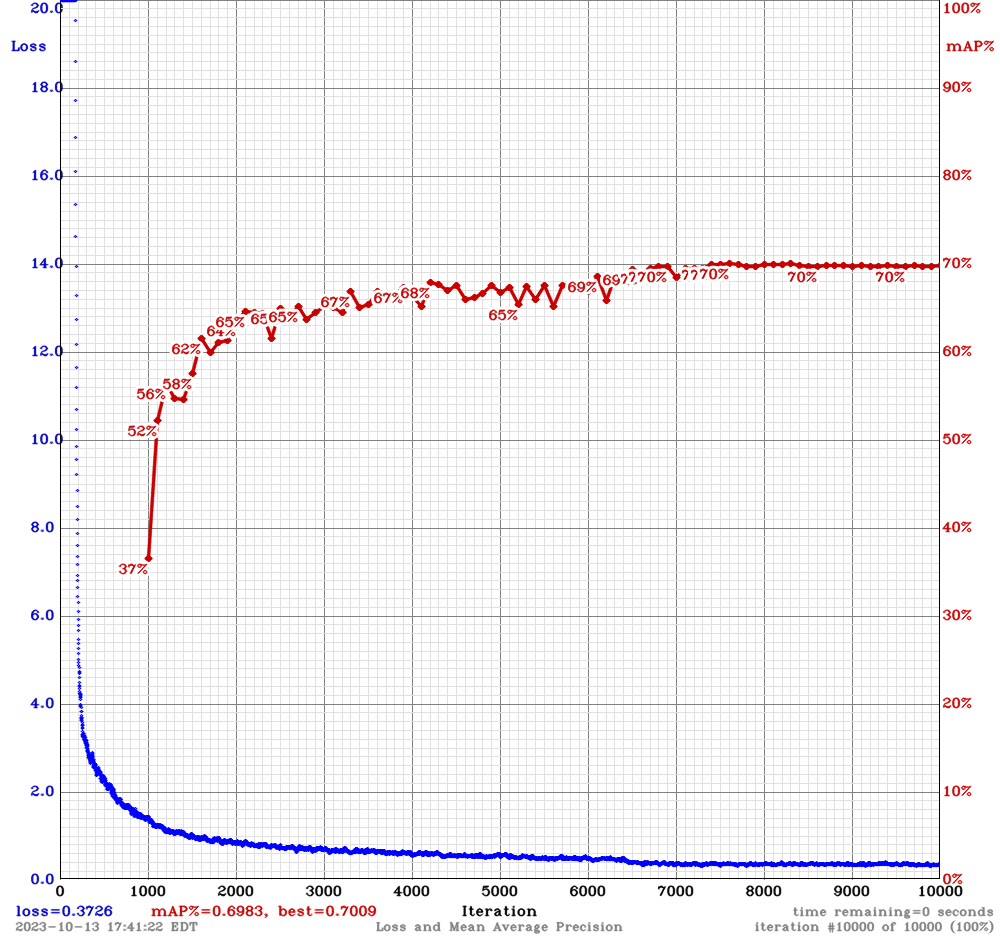 20.0 100%
Loss mAP%
18.0 90%
16.0 80%
14.0 70%
69% 70% 70% 70% 70%
67% 67% 68% 65%
65% 65% 65%
62% 64%
12.0 60%
56% 58%
52%
10.0 50%
8.0 40%
37%
6.0 30%
4.0 20%
2.0 10%
0.0 0%
0 1000 2000 3000 4000 5000 6000 7000 8000 9000 10000
loss=0.3726 mAP%=0.6983, best=0.7009 Iteration time remaining=0 seconds
2023-10-13 17:41:22 EDT Loss and Mean Average Precision iteration #10000 of 10000 (100%)